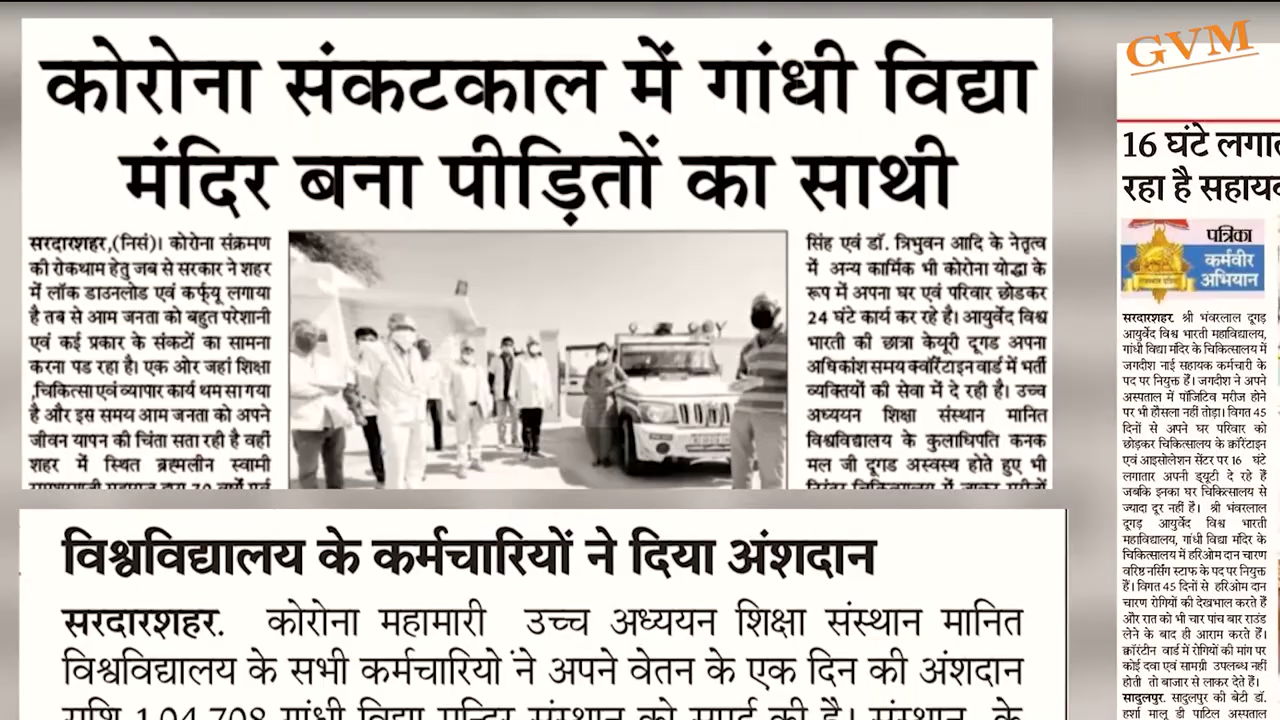 कोरोना संकटकाल में गांधी विद्या
मंदिर बना पीड़ितों का साथी
सरदारशहर,(निसं)। कोरोना संक्रमण
की रोकथाम हेतु जब से सरकार ने शहर
में लॉक डाउनलोड एवं कर्फ्यू लगाया
है तब से आम जनता को बहुत परेशानी
एवं कई प्रकार के संकटों का सामना
करना पड रहा है। एक ओर जहां शिक्षा
,चिकित्सा एवं व्यापार कार्य थम सा गया
है और इस समय आम जनता को अपने
जीवन यापन की चिंता सता रही है वहीं
शहर में स्थित ब्रह्मलीन स्वामी
सिंह एवं डॉ. त्रिभुवन आदि के नेतृत्व
में अन्य कार्मिक भी कोरोना योद्धा के
रूप में अपना घर एवं परिवार छोडकर
24 घंटे कार्य कर रहे है। आयुर्वेद विश्व
भारती की छात्रा केयूरी दूगड अपना
अधिकांश समय क्वॉरेंटाइन वार्ड में भर्ती
व्यक्तियों की सेवा में दे रही है। उच्च
अध्ययन शिक्षा संस्थान मानित
विश्वविद्यालय के कुलाधिपति कनक
मल जी दूगड अस्वस्थ होते हुए भी
विश्वविद्यालय के कर्मचारियों ने दिया अंशदान
सरदारशहर. कोरोना महामारी उच्च अध्ययन शिक्षा संस्थान मानित
विश्वविद्यालय के सभी कर्मचारियों ंने अपने वेतन के एक दिन की अंशदान
राशि 1,04,708 गांधी विद्या मन्दिर संस्थान को सुपुर्द की है। संस्थान के
GVM
16 घंटे लगा
रहा है सहायक
पत्रिका
कर्मवीर
अभियान
सरदारशहर. श्री भंवरलाल दूगड़
आयुर्वेद विश्व भारती महाविद्यालय,
गांधी विद्या मंदिर के चिकित्सालय में
जगदीश नाई सहायक कर्मचारी के
पद पर नियुक्त हैं। जगदीश ने अपने
अस्पताल में पॉजिटिव मरीज होने
पर भी हौंसला नहीं तोड़ा। विगत 45
दिनों से अपने घर परिवार को
छोड़कर चिकित्सालय के क्रॉरंटाइन
एवं आइसोलेशन सेंटर पर 16 घंटे
लगातार अपनी ड्यूटी दे रहे हैं
जबकि इनका घर चिकित्सालय से
ज्यादा दूर नहीं है। श्री भंवरलाल
दूगड़ आयुर्वेद विश्व भारती
महाविद्यालय, गांधी विद्या मंदिर के
चिकित्सालय में हरिओम दान चारण
वरिष्ठ नर्सिंग स्टाफ के पद पर नियुक्त
हैं। विगत 45 दिनों से हरिओम दान
चारण रोगियों की देखभाल करते हैं
और रात को भी चार पांच बार राउंड
लेने के बाद ही आराम करते हैं।
क्रॉरंटीन वार्ड में रोगियों की मांग पर
कोई दवा एवं सामग्री उपलब्ध नहीं
होती तो बाजार से लाकर देते हैं।
सादुलपुर. सादुलपुर की बेटी डॉ.
हर्शा मालू डी पाटिल अस्पताल